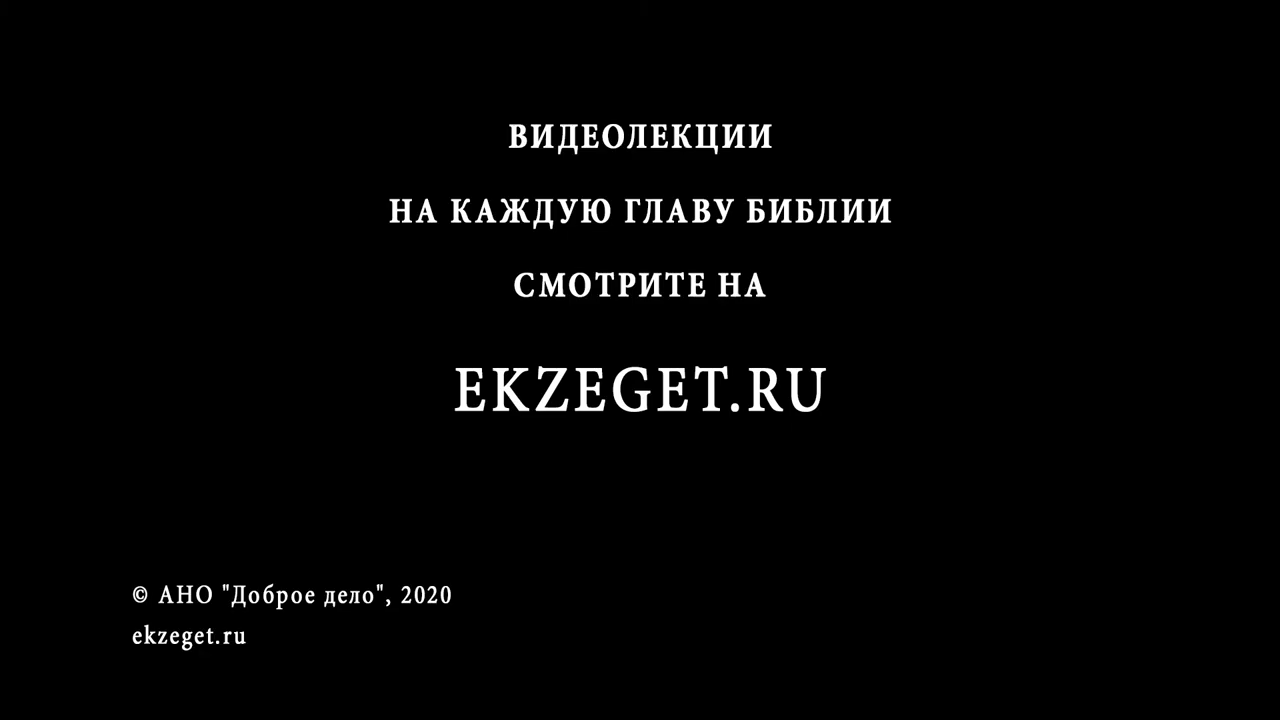 ВИДЕОЛЕКЦИИ
НА КАЖДУЮ ГЛАВУ БИБЛИИ
СМОТРИТЕ НА
EKZEGET.RU
© АНО "Доброе дело", 2020
ekzeget.ru